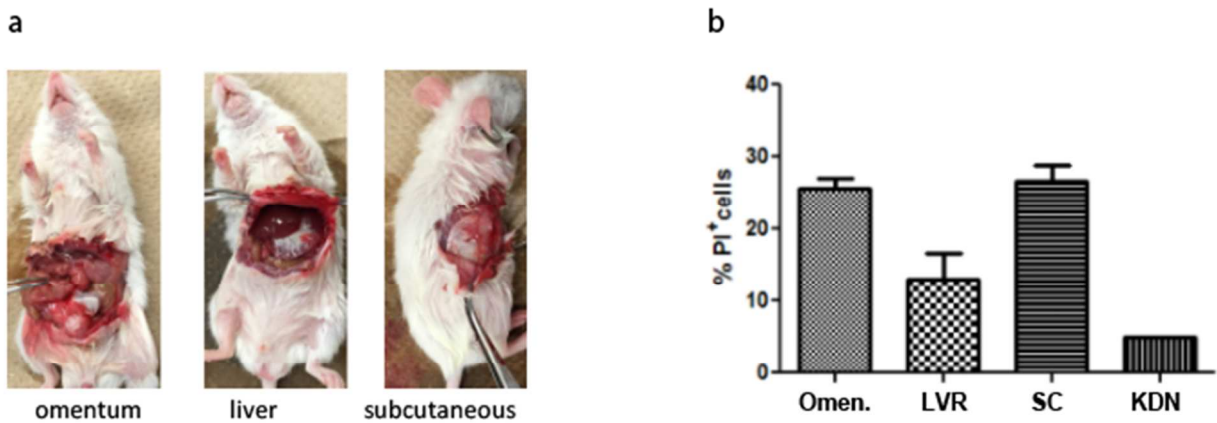 a
omentum
liver
subcutaneous
b
% PI⁺cells
40
30
20
10
0
Omen.
LVR
SC
KDN